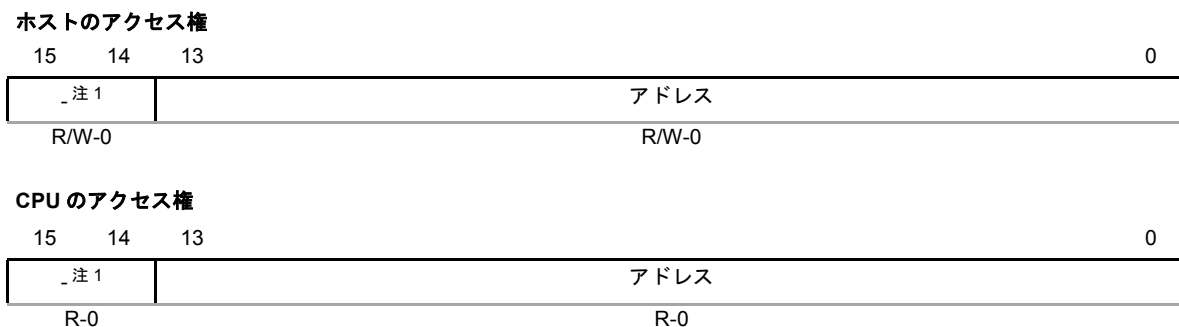 ホストのアクセス権
15 14 13 0
-注 1 アドレス
R/W-0 R/W-0
CPU のアクセス権
15 14 13 0
-注 1 アドレス
R-0 R-0